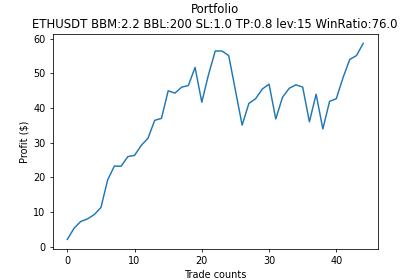 Portfolio
ETHUSDT BBM:2.2 BBL:200 SL:1.0 TP:0.8 lev:15 WinRatio:76.0
60
50
40
30
20
10
0
Profit ($)
0 10 20 30 40
Trade counts